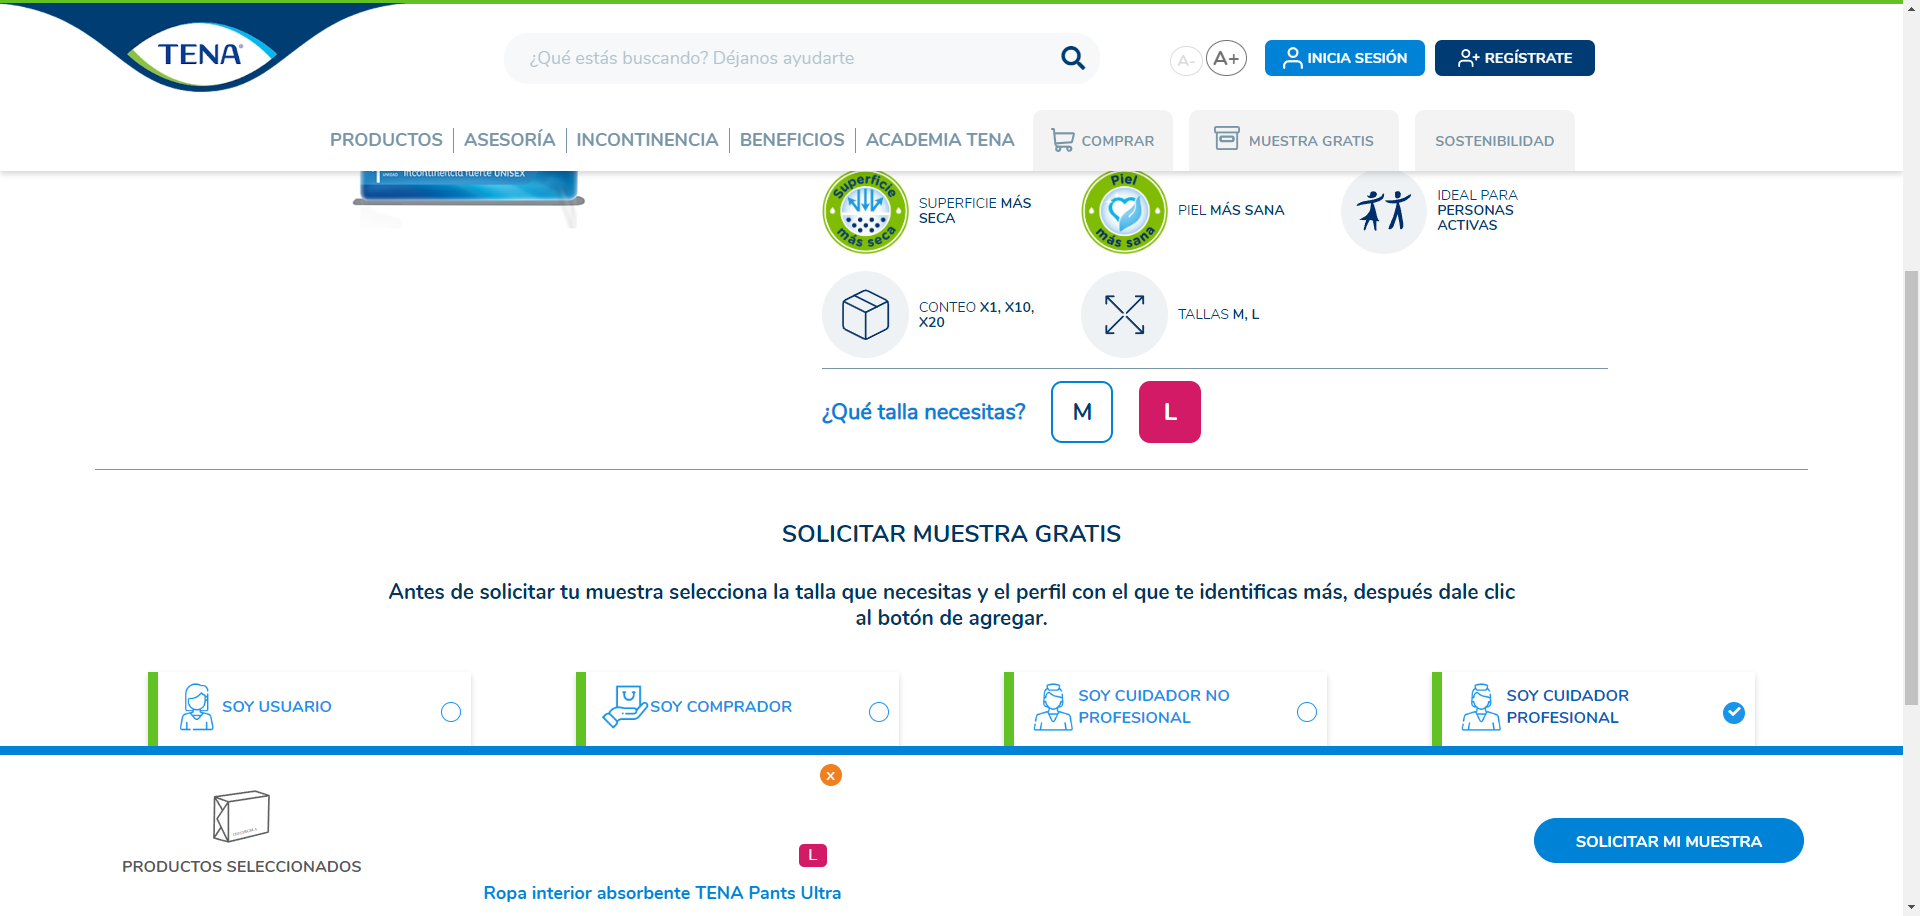 TENA
¿Qué estás buscando? Déjanos ayudarte
A-
A+
INICIA SESIÓN
REGÍSTRATE
PRODUCTOS
ASESORÍA
INCONTINENCIA
BENEFICIOS
ACADEMIA TENA
COMPRAR
MUESTRA GRATIS
SOSTENIBILIDAD
Incontinencia fuerte UNISEX
Superficie
más seca
SUPERFICIE MÁS
SECA
Piel
más sana
PIEL MÁS SANA
IDEAL PARA
PERSONAS
ACTIVAS
CONTEO X1, X10,
X20
TALLAS M, L
¿Qué talla necesitas?
M
L
SOLICITAR MUESTRA GRATIS
Antes de solicitar tu muestra selecciona la talla que necesitas y el perfil con el que te identificas más, después dale clic
al botón de agregar.
SOY USUARIO
SOY COMPRADOR
SOY CUIDADOR NO
PROFESIONAL
SOY CUIDADOR
PROFESIONAL
x
L
PRODUCTOS SELECCIONADOS
Ropa interior absorbente TENA Pants Ultra
SOLICITAR MI MUESTRA